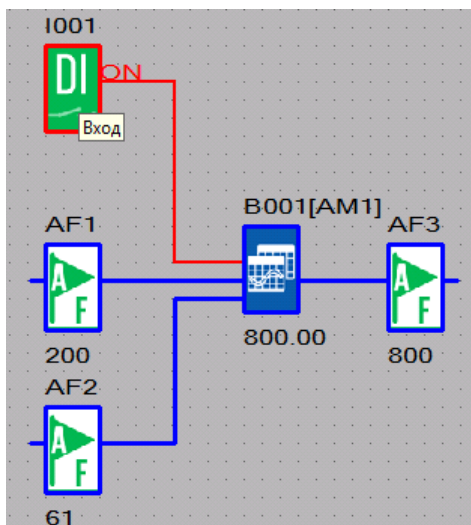 I001
DI
ON
Вход
B001[AM1]
AF1
AF3
A
F
A
F
800.00
200
800
AF2
A
F
61